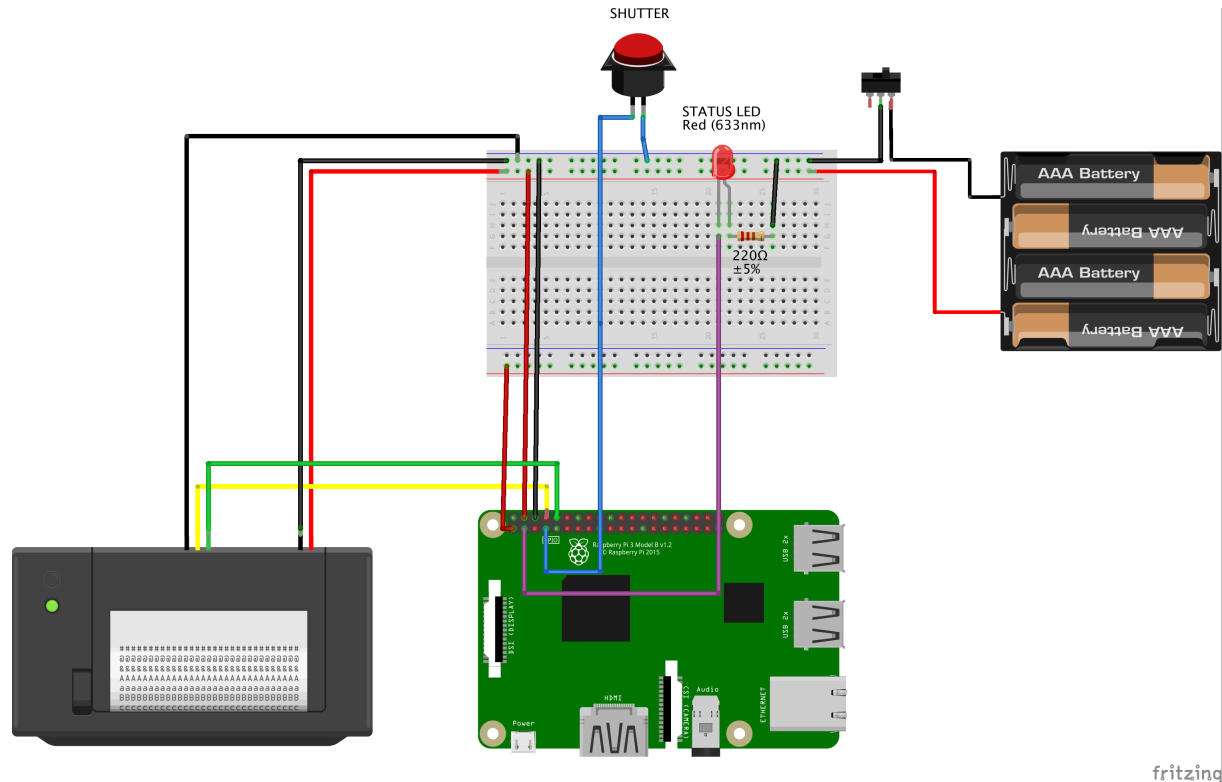 SHUTTER
STATUS LED
Red (633nm)
AAA Battery
AAA Battery
AAA Battery
AAA Battery
220Ω
±5%
GPIO
Raspberry Pi 3 Model B v1.2
© Raspberry Pi 2015
USB 2x
USB 2x
DSI (DISPLAY)
ETHERNET
HDMI
CSI (CAMERA)
Audio
Power
fritzing